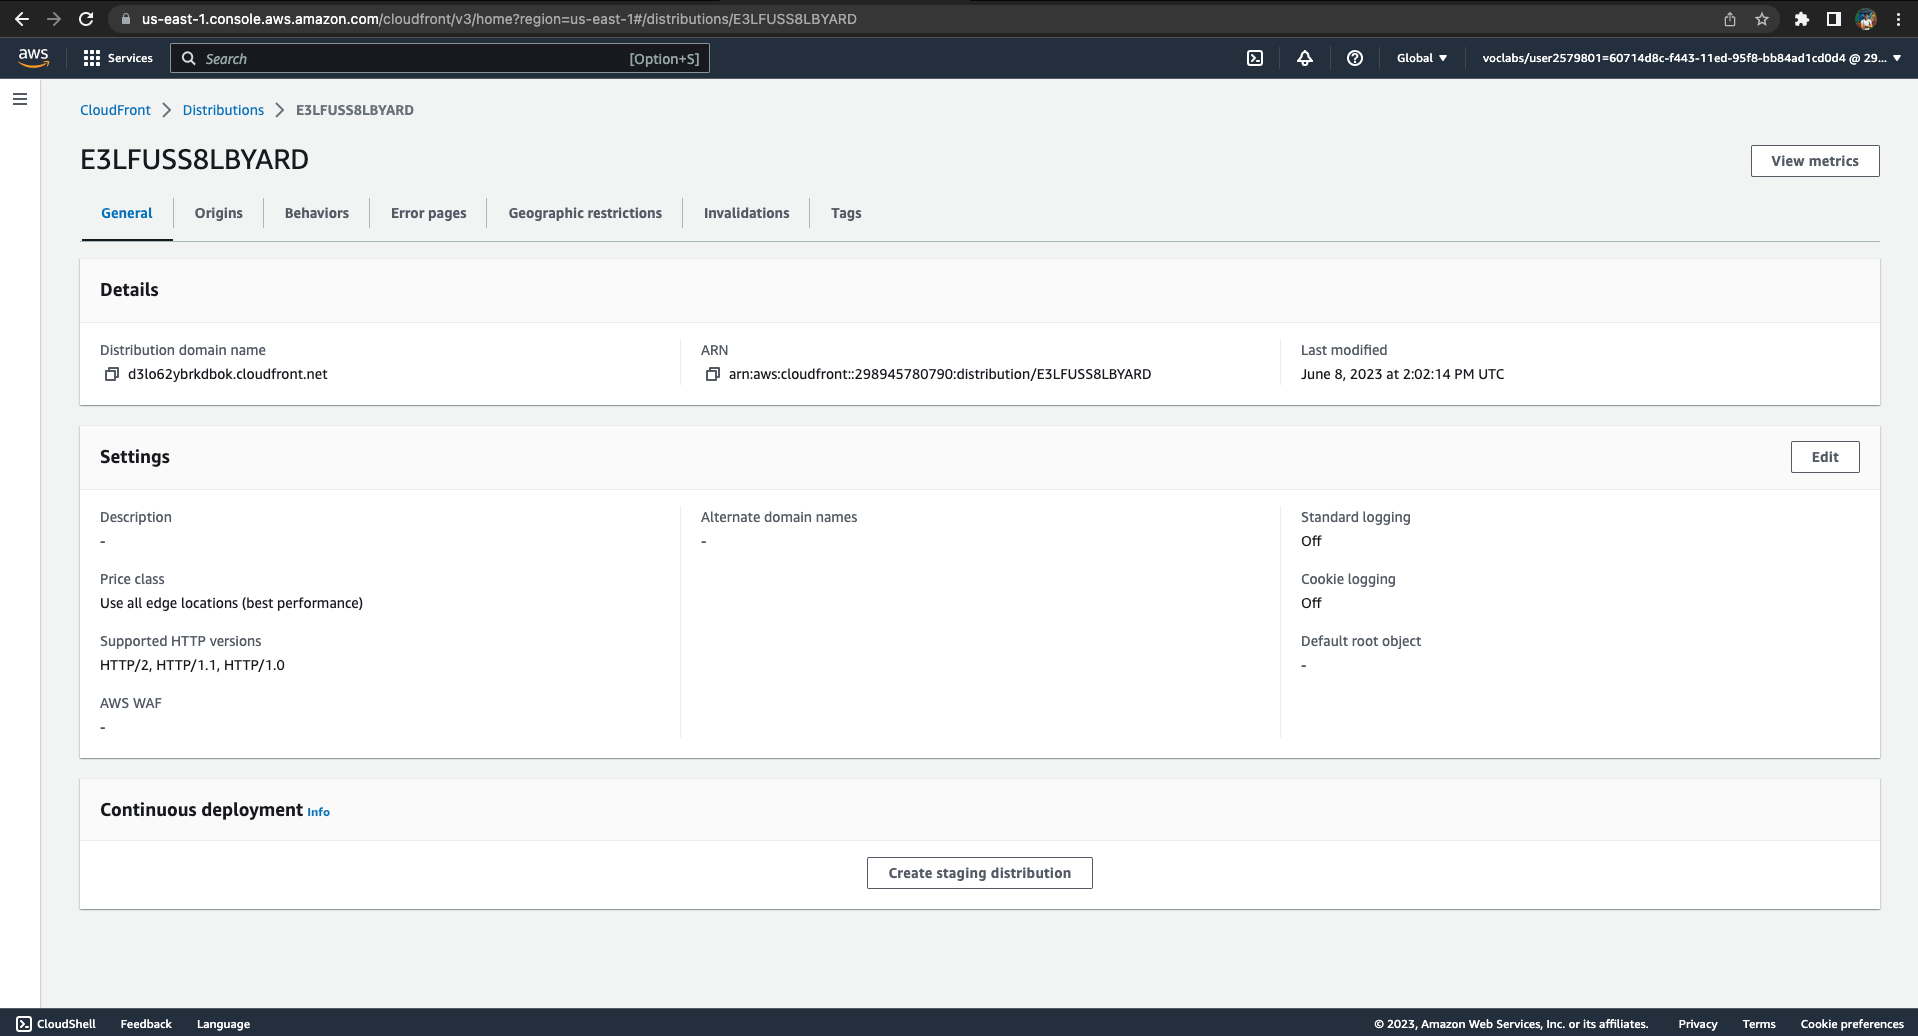 us-east-1.console.aws.amazon.com/cloudfront/v3/home?region=us-east-1#/distributions/E3LFUSS8LBYARD
aws Services Search [Option+S] Global voclabs/user2579801=60714d8c-f443-11ed-95f8-bb84ad1cd0d4 @ 29...
CloudFront Distributions E3LFUSS8LBYARD
E3LFUSS8LBYARD
View metrics
General Origins Behaviors Error pages Geographic restrictions Invalidations Tags
Details
Distribution domain name
d3lo62ybrkdbok.cloudfront.net
ARN
arn:aws:cloudfront::298945780790:distribution/E3LFUSS8LBYARD
Last modified
June 8, 2023 at 2:02:14 PM UTC
Settings
Edit
Description
-
Price class
Use all edge locations (best performance)
Supported HTTP versions
HTTP/2, HTTP/1.1, HTTP/1.0
AWS WAF
-
Alternate domain names
-
Standard logging
Off
Cookie logging
Off
Default root object
-
Continuous deployment Info
Create staging distribution
CloudShell Feedback Language © 2023, Amazon Web Services, Inc. or its affiliates. Privacy Terms Cookie preferences